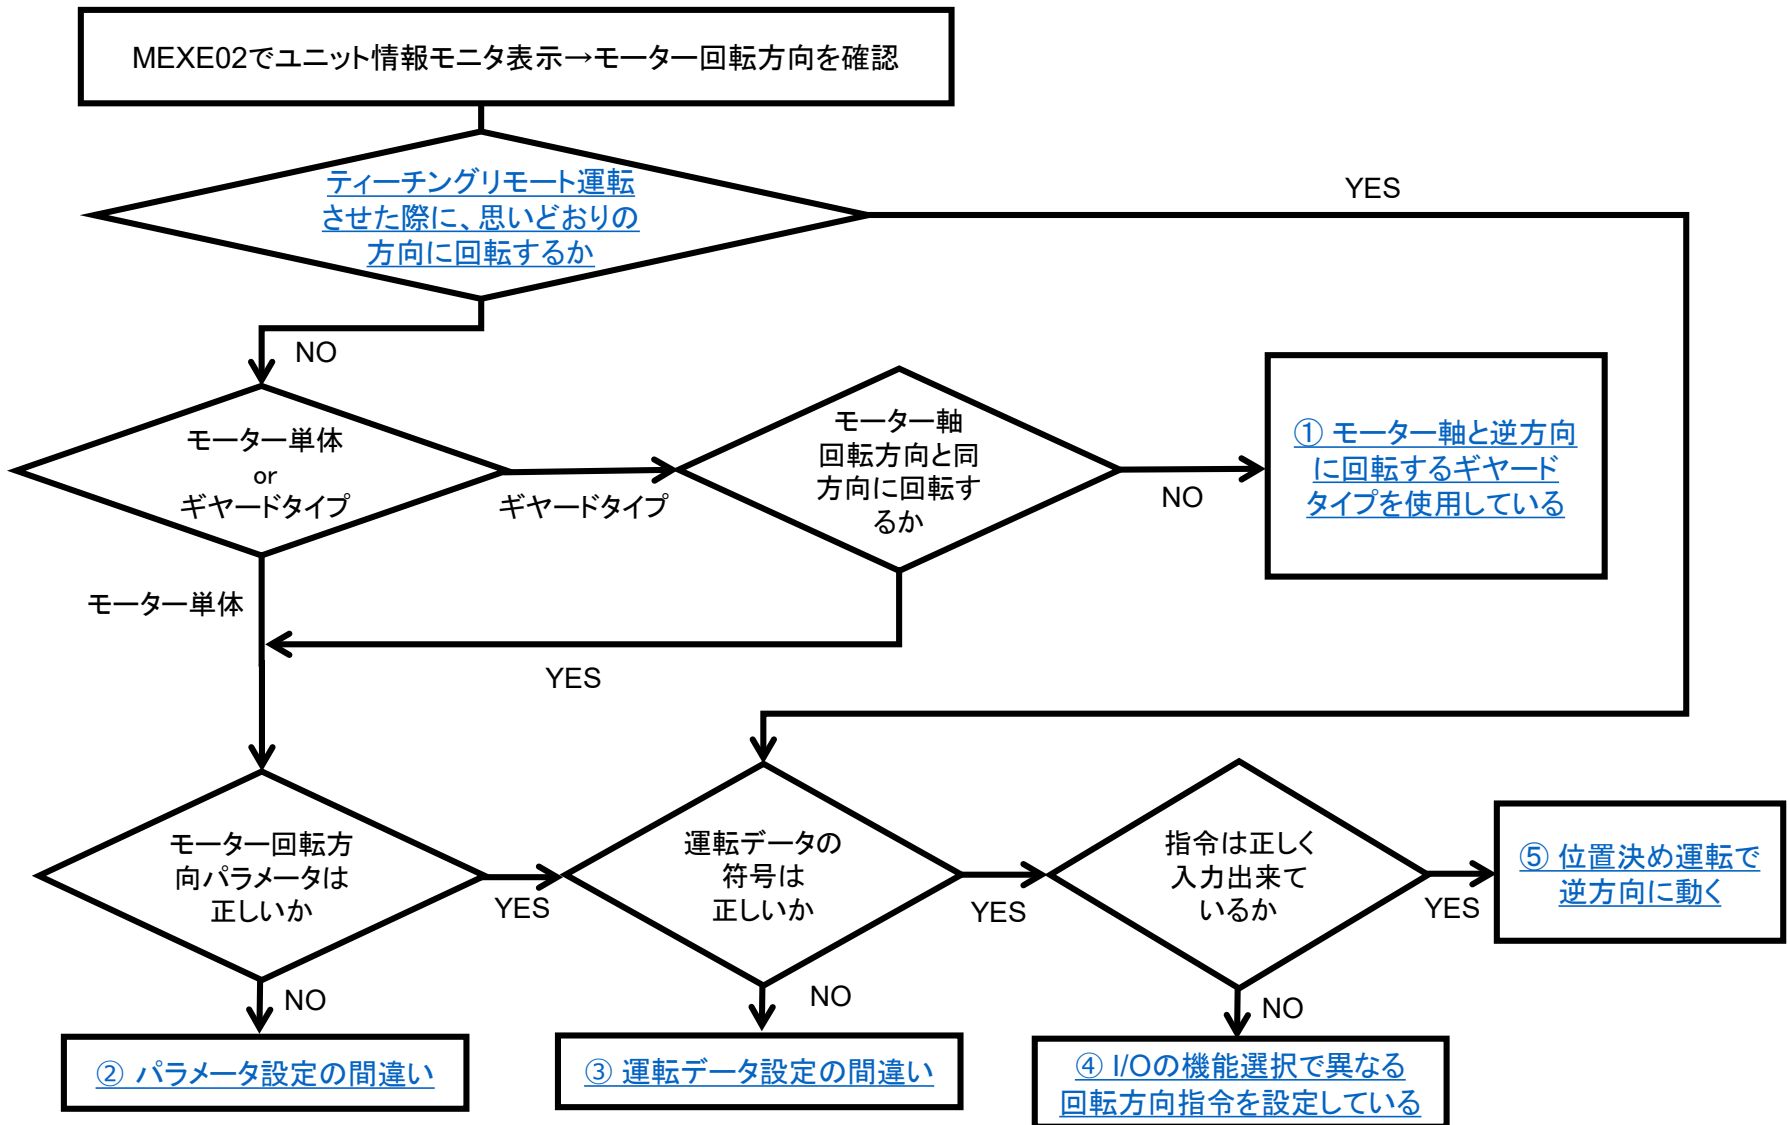 MEXE02でユニット情報モニタ表示→モーター回転方向を確認
ティーチングリモート運転
させた際に、思いどおりの
方向に回転するか
YES
NO
モーター単体
or
ギヤードタイプ
ギヤードタイプ
モーター軸
回転方向と同
方向に回転す
るか
NO
① モーター軸と逆方向
に回転するギヤード
タイプを使用している
モーター単体
YES
モーター回転方
向パラメータは
正しいか
YES
運転データの
符号は
正しいか
YES
指令は正しく
入力出来て
いるか
YES
⑤ 位置決め運転で
逆方向に動く
NO
NO
NO
② パラメータ設定の間違い
③ 運転データ設定の間違い
④ I/Oの機能選択で異なる
回転方向指令を設定している